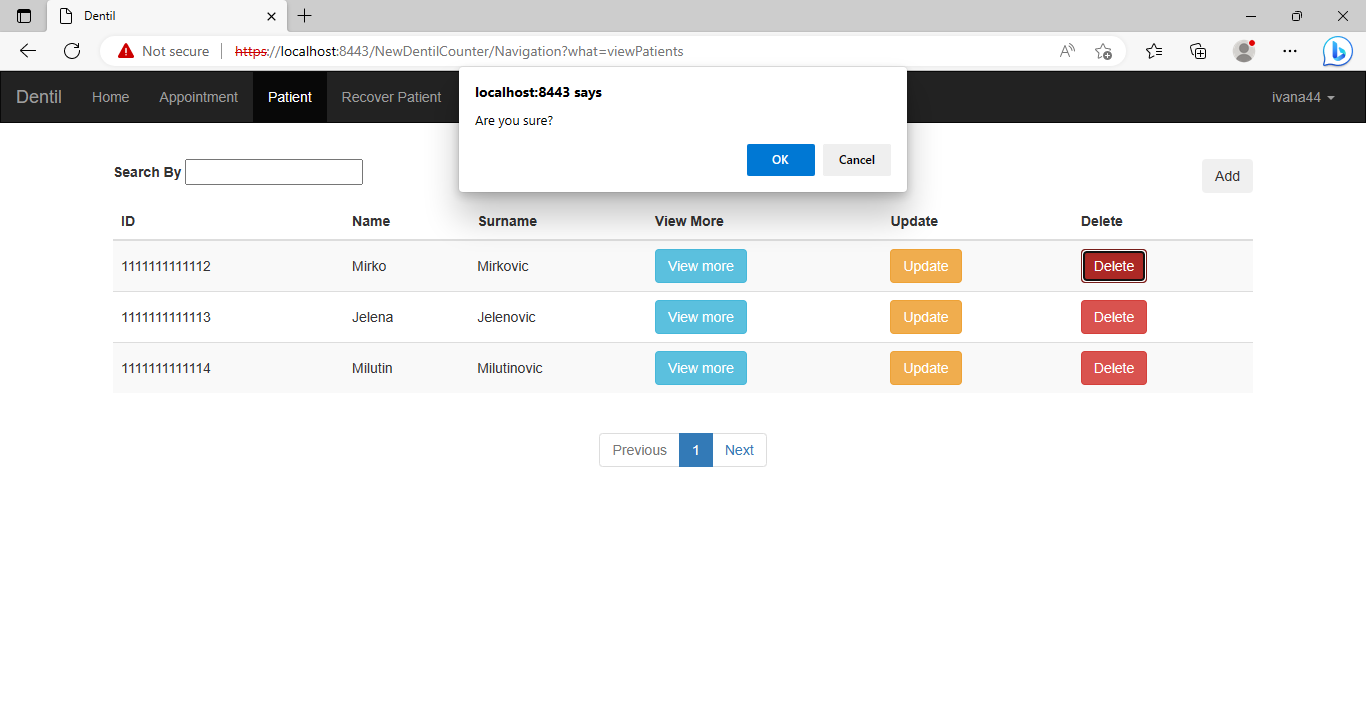 Dentil
Not secure https://localhost:8443/NewDentilCounter/Navigation?what=viewPatients
Dentil Home Appointment Patient Recover Patient ivana44
localhost:8443 says
Are you sure?
OK Cancel
Search By Add
ID Name Surname View More Update Delete
1111111111112 Mirko Mirkovic View more Update Delete
1111111111113 Jelena Jelenovic View more Update Delete
1111111111114 Milutin Milutinovic View more Update Delete
Previous 1 Next